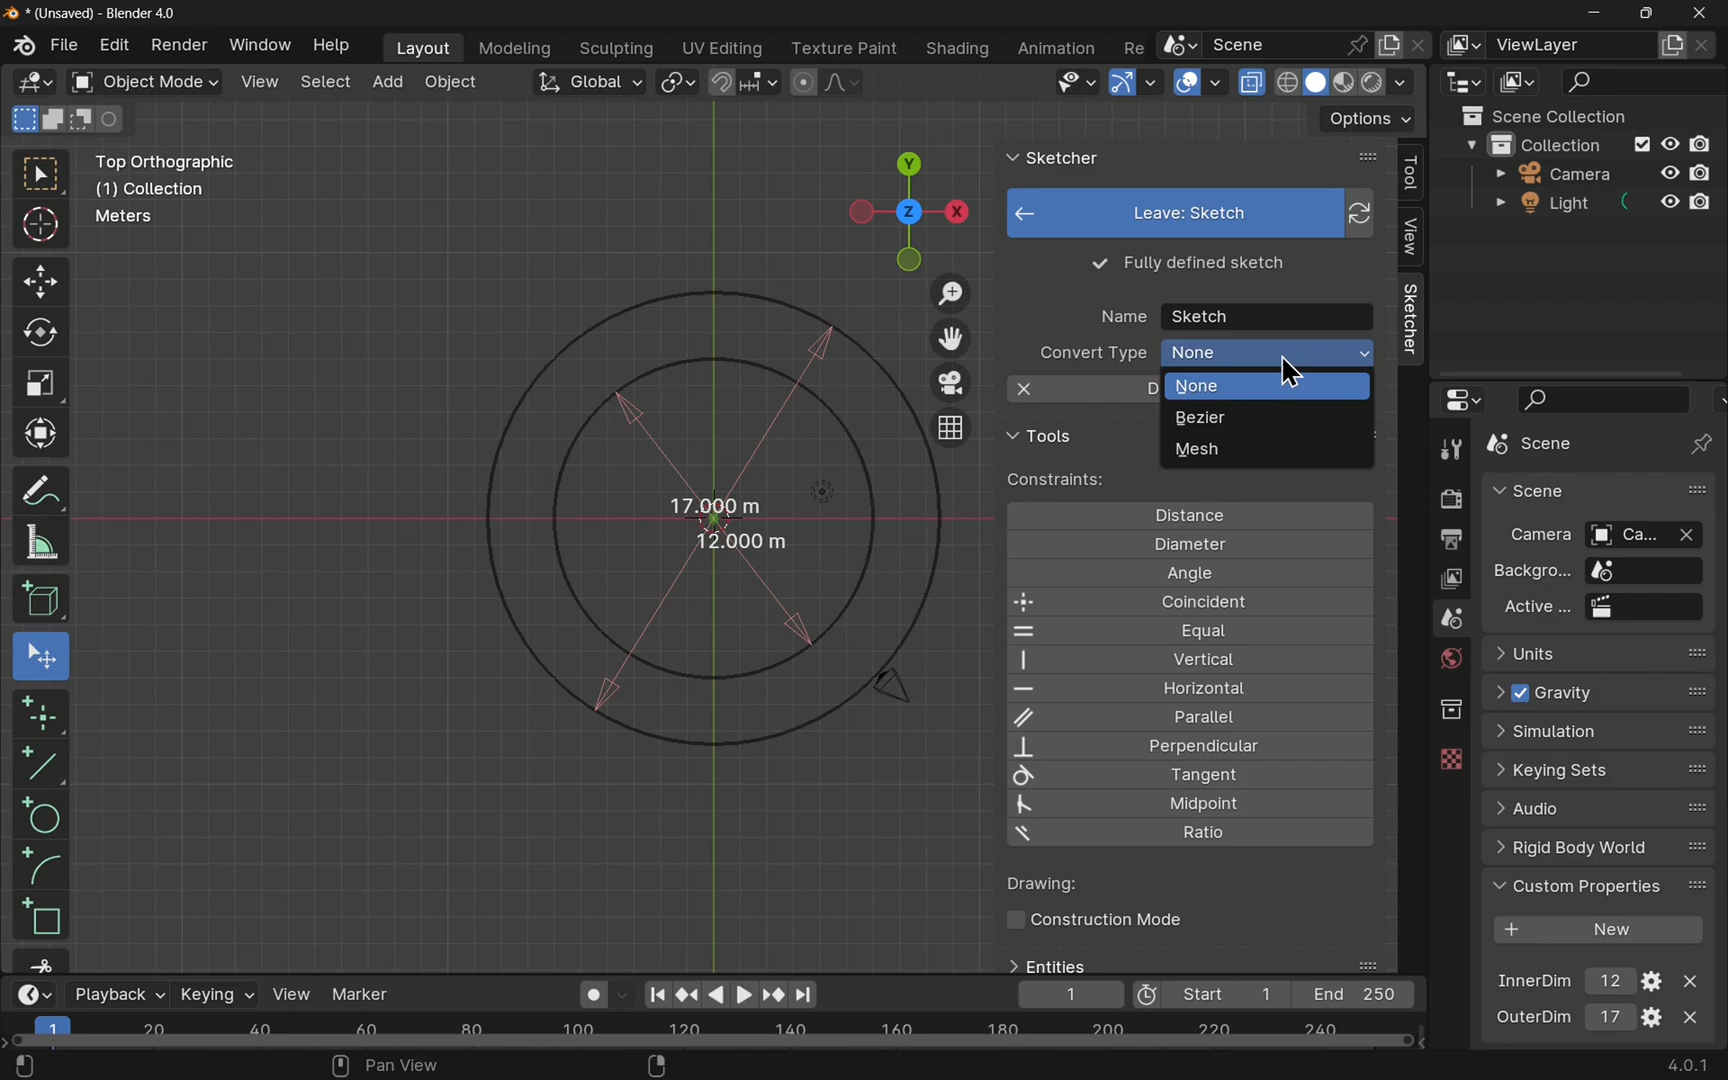 * (Unsaved) - Blender 4.0
File Edit Render Window Help Layout Modeling Sculpting UV Editing Texture Paint Shading Animation Re Scene ViewLayer
Object Mode View Select Add Object Global
Options
Top Orthographic
(1) Collection
Meters
Y
Z
X
17.000 m
12.000 m
Sketcher
Leave: Sketch
Fully defined sketch
Name Sketch
Convert Type None
D
None
Bezier
Mesh
Tools
Constraints:
Distance
Diameter
Angle
Coincident
Equal
Vertical
Horizontal
Parallel
Perpendicular
Tangent
Midpoint
Ratio
Drawing:
Construction Mode
Entities
Tool
View
Sketcher
Scene Collection
Collection
Camera
Light
Scene
Scene
Camera Ca...
Backgro...
Active ...
Units
Gravity
Simulation
Keying Sets
Audio
Rigid Body World
Custom Properties
New
InnerDim 12
OuterDim 17
Playback Keying View Marker 1 Start 1 End 250
1 20 40 60 80 100 120 140 160 180 200 220 240
Pan View 4.0.1